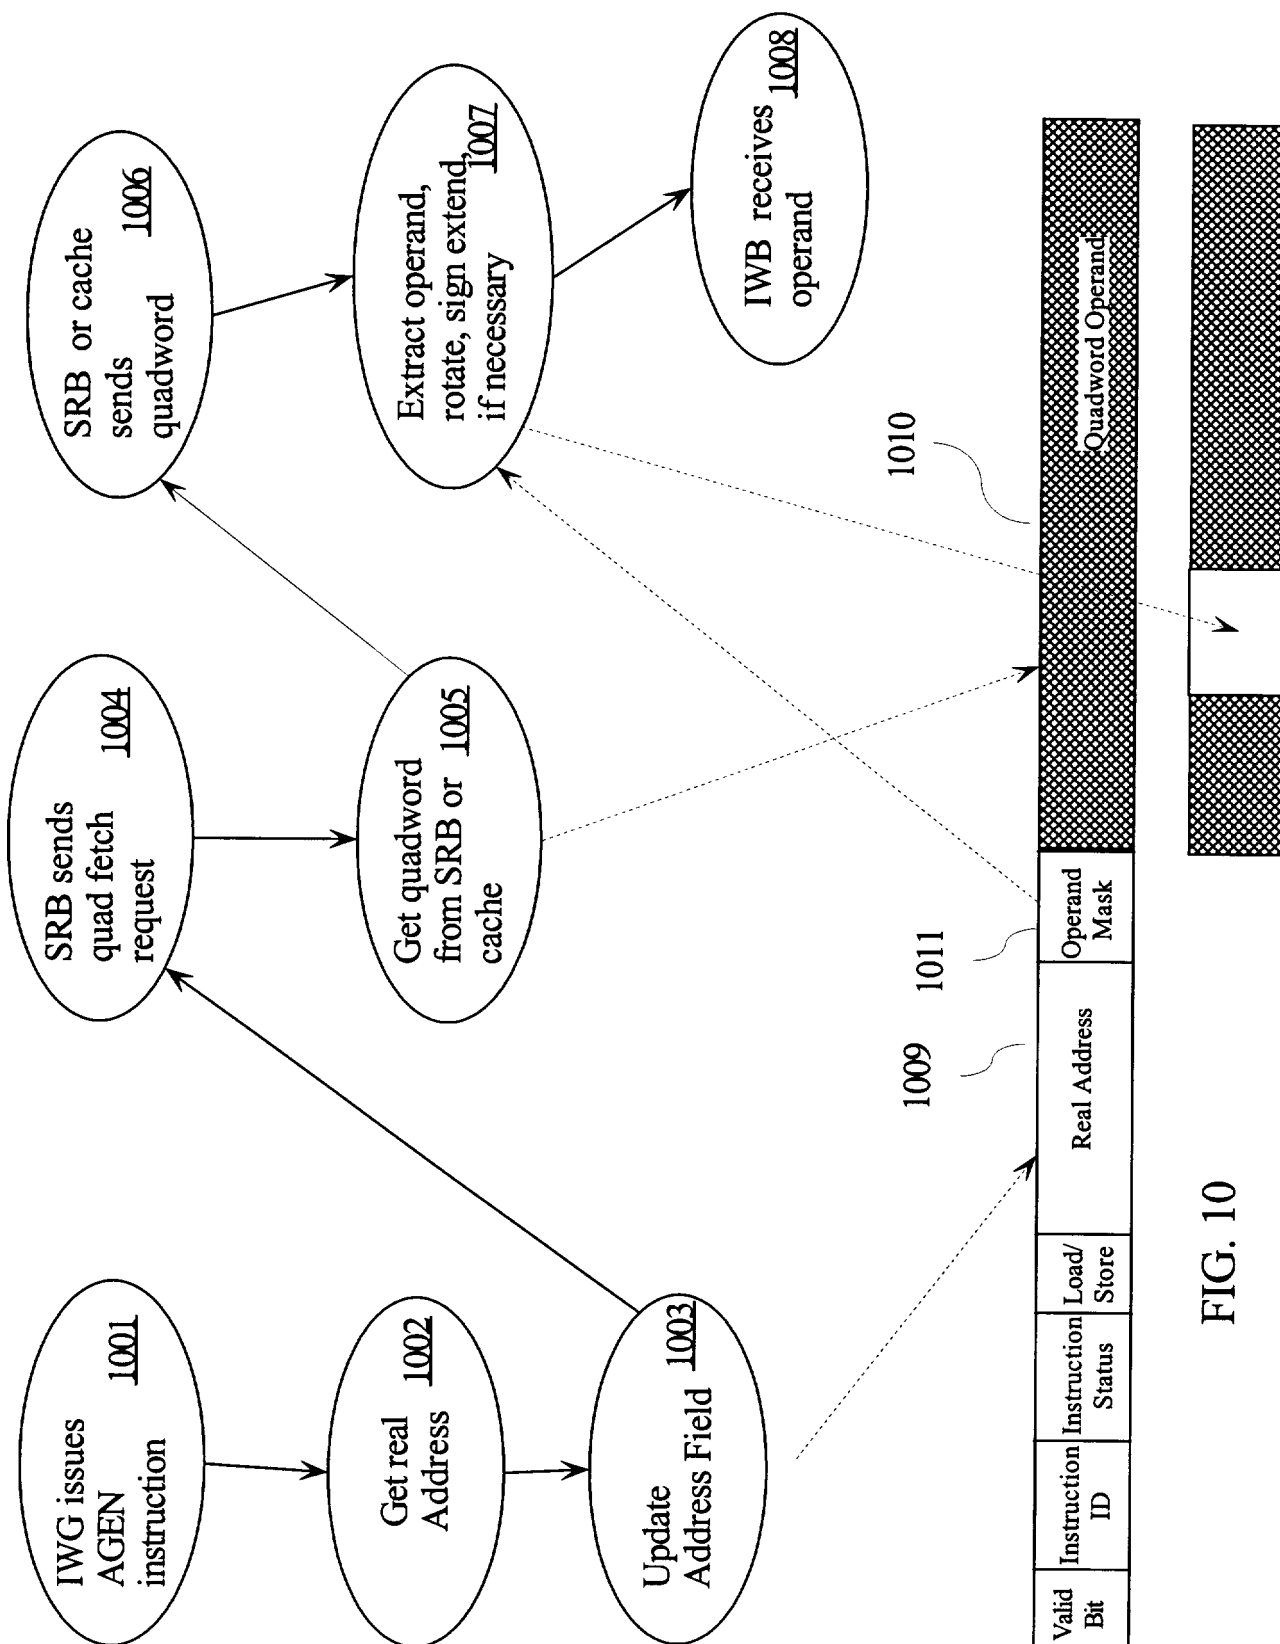 IWG issues
AGEN
instruction
1001
Get real
Address
1002
Update
Address Field
1003
SRB sends
quad fetch
request
1004
Get quadword
from SRB or
cache
1005
SRB or cache
sends
quadword
1006
Extract operand,
rotate, sign extend,
if necessary
1007
IWB receives
operand
1008
1009
1011
1010
Valid
Bit
Instruction
ID
Instruction
Status
Load/
Store
Real Address
Operand
Mask
Quadword Operand
FIG. 10